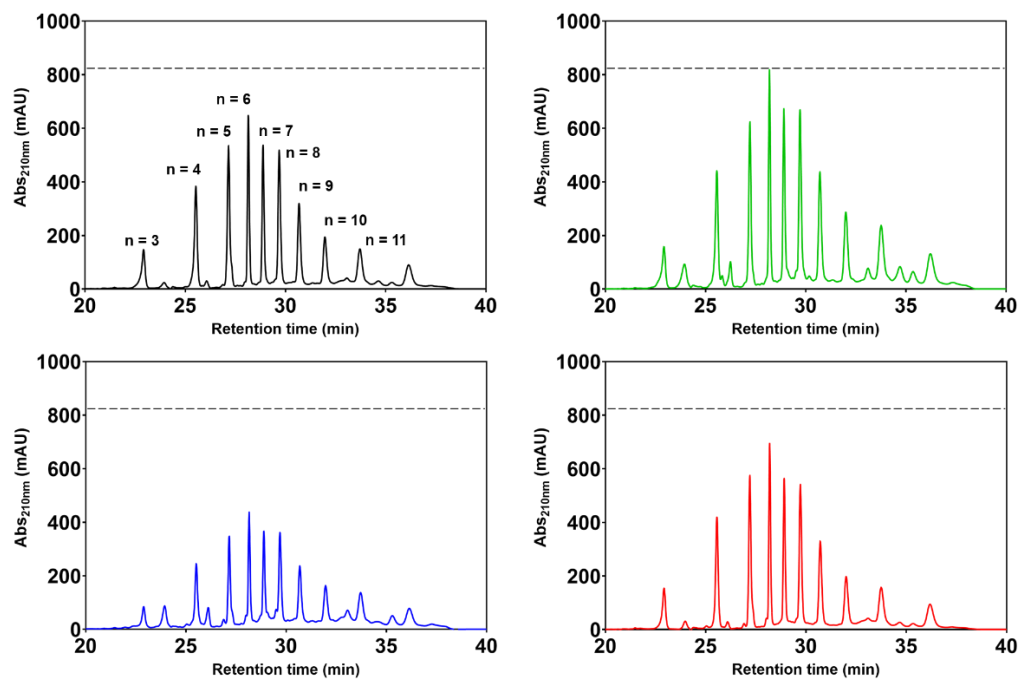 1000
800
600
400
200
0
Abs210nm (mAU)
n = 3
n = 4
n = 5
n = 6
n = 7
n = 8
n = 9
n = 10
n = 11
20 25 30 35 40
Retention time (min)
1000
800
600
400
200
0
Abs210nm (mAU)
20 25 30 35 40
Retention time (min)
1000
800
600
400
200
0
Abs210nm (mAU)
20 25 30 35 40
Retention time (min)
1000
800
600
400
200
0
Abs210nm (mAU)
20 25 30 35 40
Retention time (min)